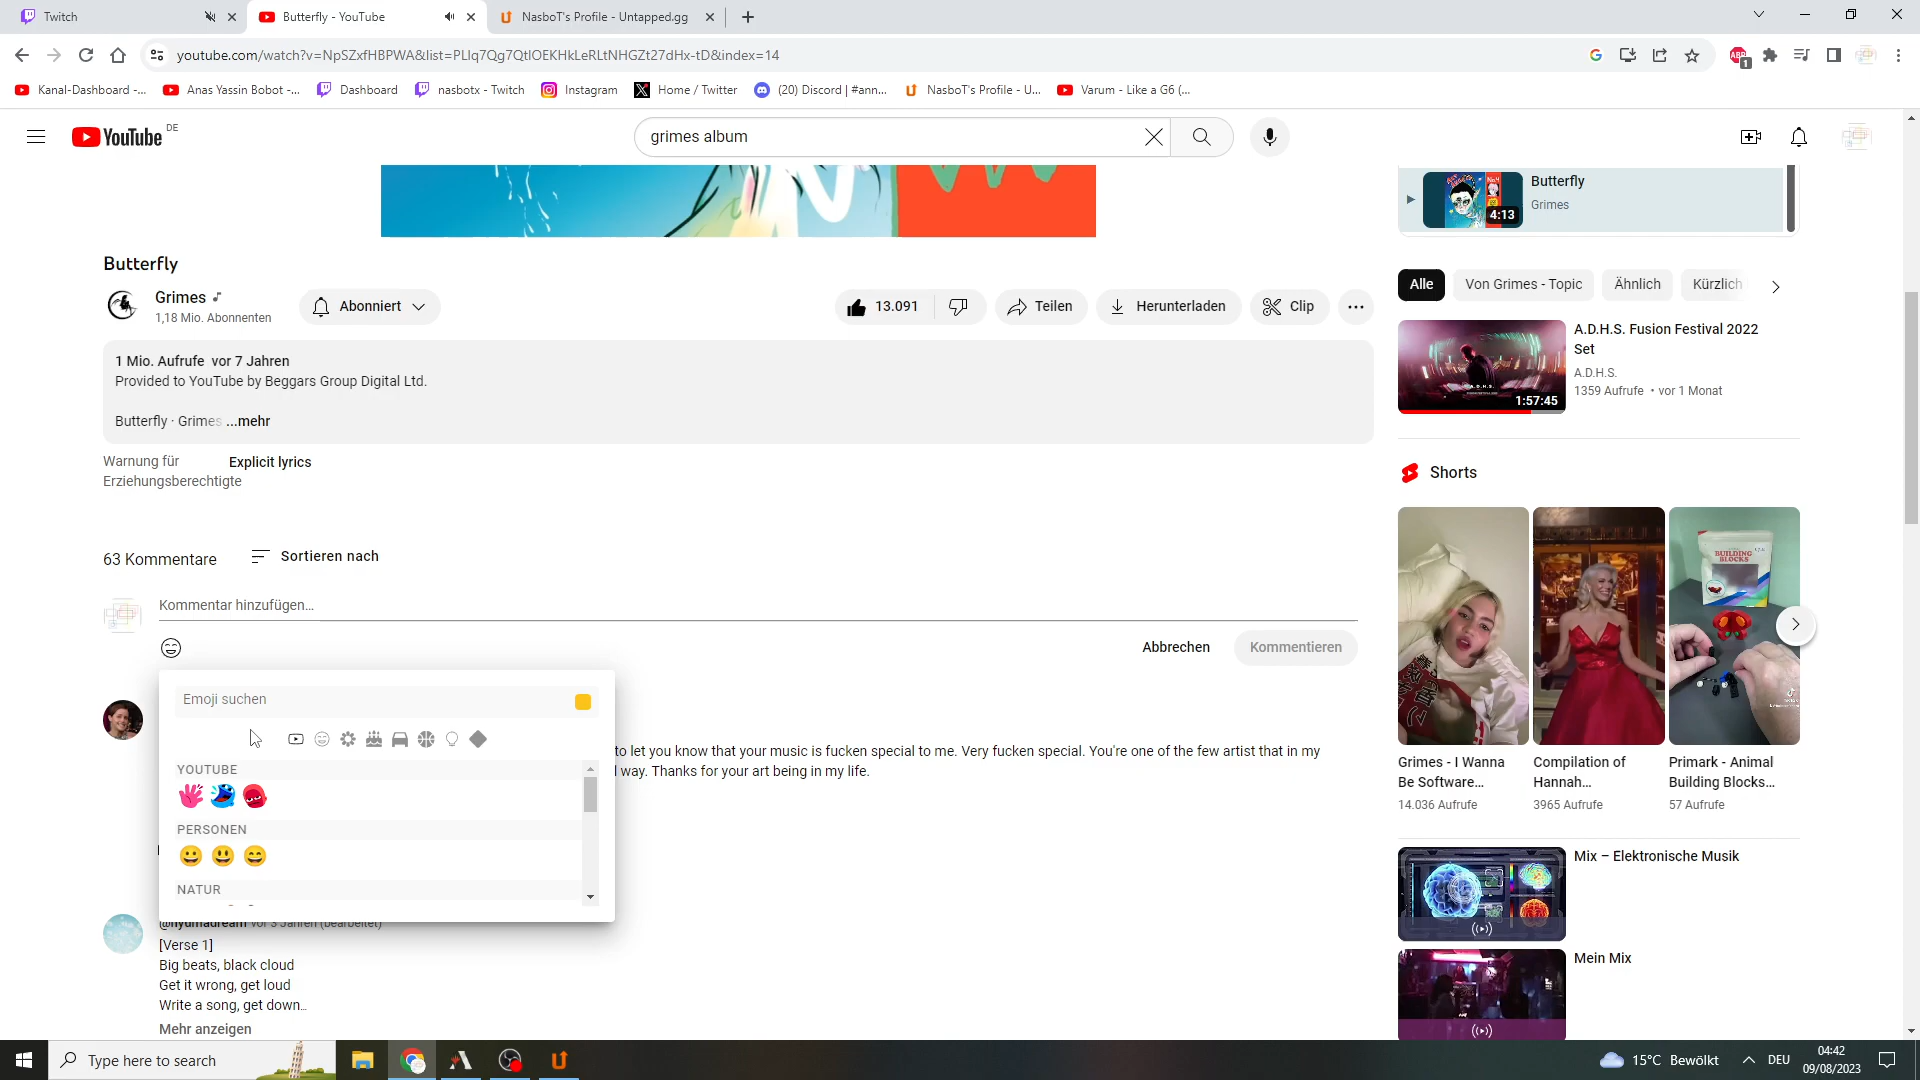 Twitch
Butterfly - YouTube
NasboT's Profile - Untapped.gg
youtube.com/watch?v=NpSZxfHBPWA&list=PLIq7Qg7QtIOEKHkLeRLtNHGZt27dHx-tD&index=14
ABP
1
Kanal-Dashboard -...
Anas Yassin Bobot -...
Dashboard
nasbotx - Twitch
Instagram
Home / Twitter
(20) Discord | #ann...
NasboT's Profile - U...
Varum - Like a G6 (...
YouTube DE
grimes album
4:13
Butterfly
Grimes
Butterfly
Grimes
1,18 Mio. Abonnenten
Abonniert
13.091
Teilen
Herunterladen
Clip
1 Mio. Aufrufe vor 7 Jahren
Provided to YouTube by Beggars Group Digital Ltd.
Butterfly · Grimes ...mehr
Warnung für
Erziehungsberechtigte
Explicit lyrics
63 Kommentare
Sortieren nach
Kommentar hinzufügen...
Abbrechen
Kommentieren
Emoji suchen
YOUTUBE
PERSONEN
NATUR
to let you know that your music is fucken special to me. Very fucken special. You're one of the few artist that in my
way. Thanks for your art being in my life.
@nyumadream vor 3 Jahren (bearbeitet)
[Verse 1]
Big beats, black cloud
Get it wrong, get loud
Write a song, get down...
Mehr anzeigen
Alle
Von Grimes - Topic
Ähnlich
Kürzlich
A.D.H.S.
1:57:45
A.D.H.S. Fusion Festival 2022
Set
A.D.H.S.
1359 Aufrufe • vor 1 Monat
Shorts
BUILDING
BLOCKS
Grimes - I Wanna
Be Software...
14.036 Aufrufe
Compilation of
Hannah...
3965 Aufrufe
Primark - Animal
Building Blocks...
57 Aufrufe
Mix – Elektronische Musik
Mein Mix
Type here to search
15°C Bewölkt
DEU
04:42
09/08/2023